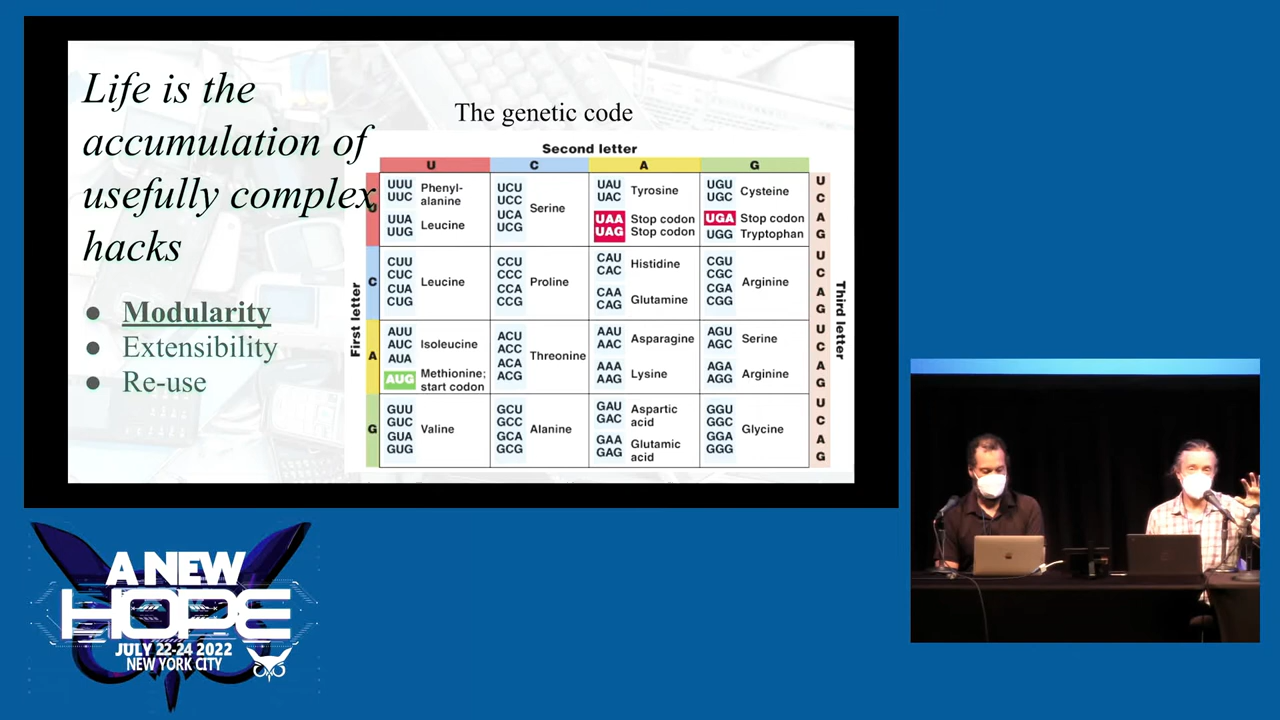 Life is the
accumulation of
usefully complex
hacks
● Modularity
● Extensibility
● Re-use
The genetic code
Second letter
U C A G
First letter
U
UUU
UUC
Phenyl-
alanine
UUA
UUG
Leucine
UCU
UCC
UCA
UCG
Serine
UAU
UAC
Tyrosine
UAA Stop codon
UAG Stop codon
UGU
UGC
Cysteine
UGA Stop codon
UGG Tryptophan
U
C
A
G
C
CUU
CUC
CUA
CUG
Leucine
CCU
CCC
CCA
CCG
Proline
CAU
CAC
Histidine
CAA
CAG
Glutamine
CGU
CGC
CGA
CGG
Arginine
U
C
A
G
A
AUU
AUC
AUA
Isoleucine
AUG
Methionine;
start codon
ACU
ACC
ACA
ACG
Threonine
AAU
AAC
Asparagine
AAA
AAG
Lysine
AGU
AGC
Serine
AGA
AGG
Arginine
U
C
A
G
G
GUU
GUC
GUA
GUG
Valine
GCU
GCC
GCA
GCG
Alanine
GAU
GAC
Aspartic
acid
GAA
GAG
Glutamic
acid
GGU
GGC
GGA
GGG
Glycine
U
C
A
G
Third letter
A NEW
HOPE
JULY 22-24 2022
NEW YORK CITY